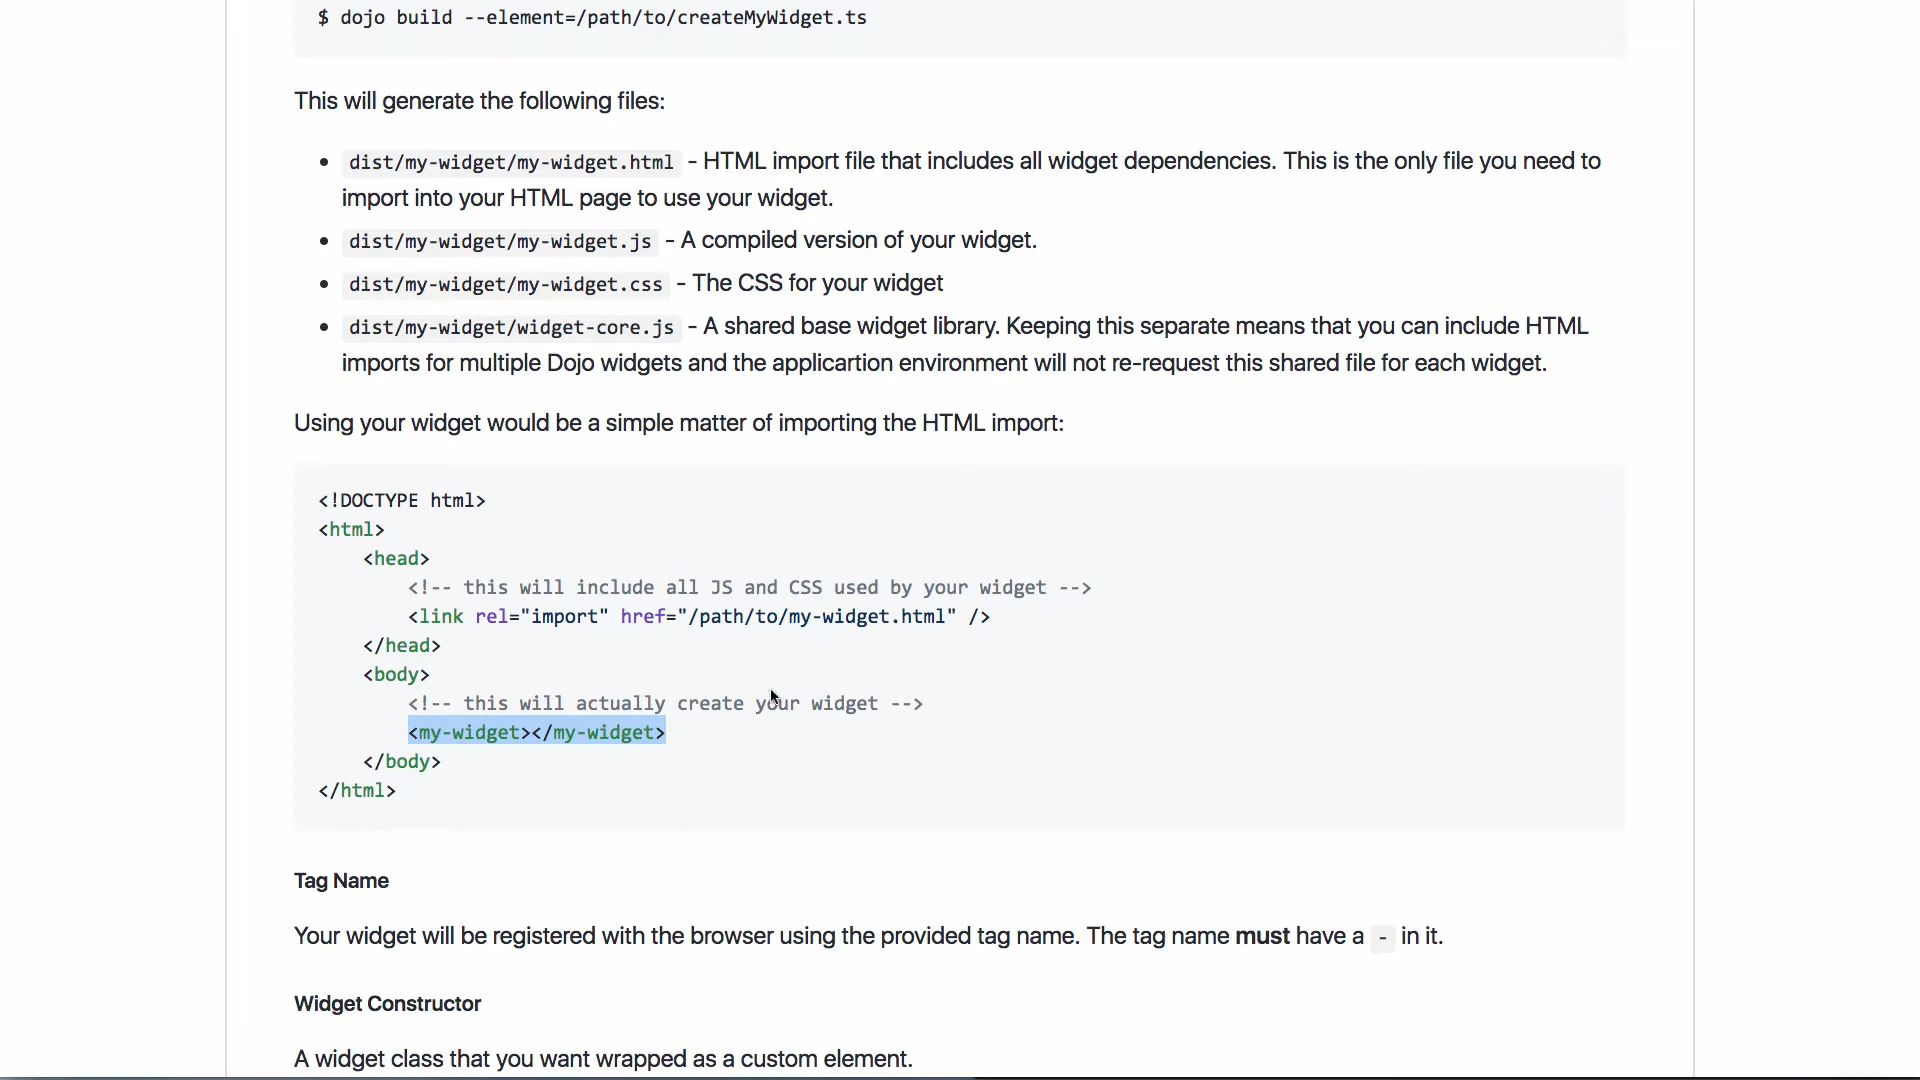 $ dojo build --element=/path/to/createMyWidget.ts
This will generate the following files:
• dist/my-widget/my-widget.html - HTML import file that includes all widget dependencies. This is the only file you need to
import into your HTML page to use your widget.
• dist/my-widget/my-widget.js - A compiled version of your widget.
• dist/my-widget/my-widget.css - The CSS for your widget
• dist/my-widget/widget-core.js - A shared base widget library. Keeping this separate means that you can include HTML
imports for multiple Dojo widgets and the applicartion environment will not re-request this shared file for each widget.
Using your widget would be a simple matter of importing the HTML import:
<!DOCTYPE html>
<html>
    <head>
        <!-- this will include all JS and CSS used by your widget -->
        <link rel="import" href="/path/to/my-widget.html" />
    </head>
    <body>
        <!-- this will actually create your widget -->
        <my-widget></my-widget>
    </body>
</html>
Tag Name
Your widget will be registered with the browser using the provided tag name. The tag name must have a - in it.
Widget Constructor
A widget class that you want wrapped as a custom element.